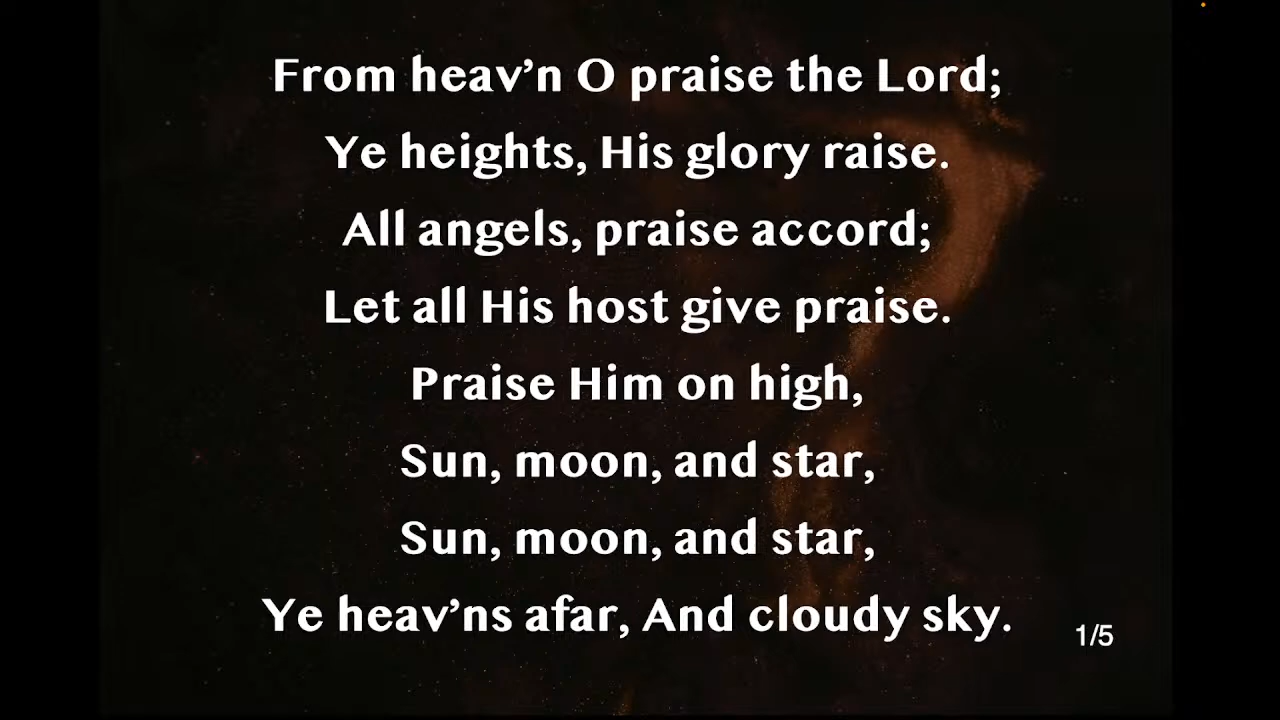 From heav’n O praise the Lord;
Ye heights, His glory raise.
All angels, praise accord;
Let all His host give praise.
Praise Him on high,
Sun, moon, and star,
Sun, moon, and star,
Ye heav’ns afar, And cloudy sky.
1/5